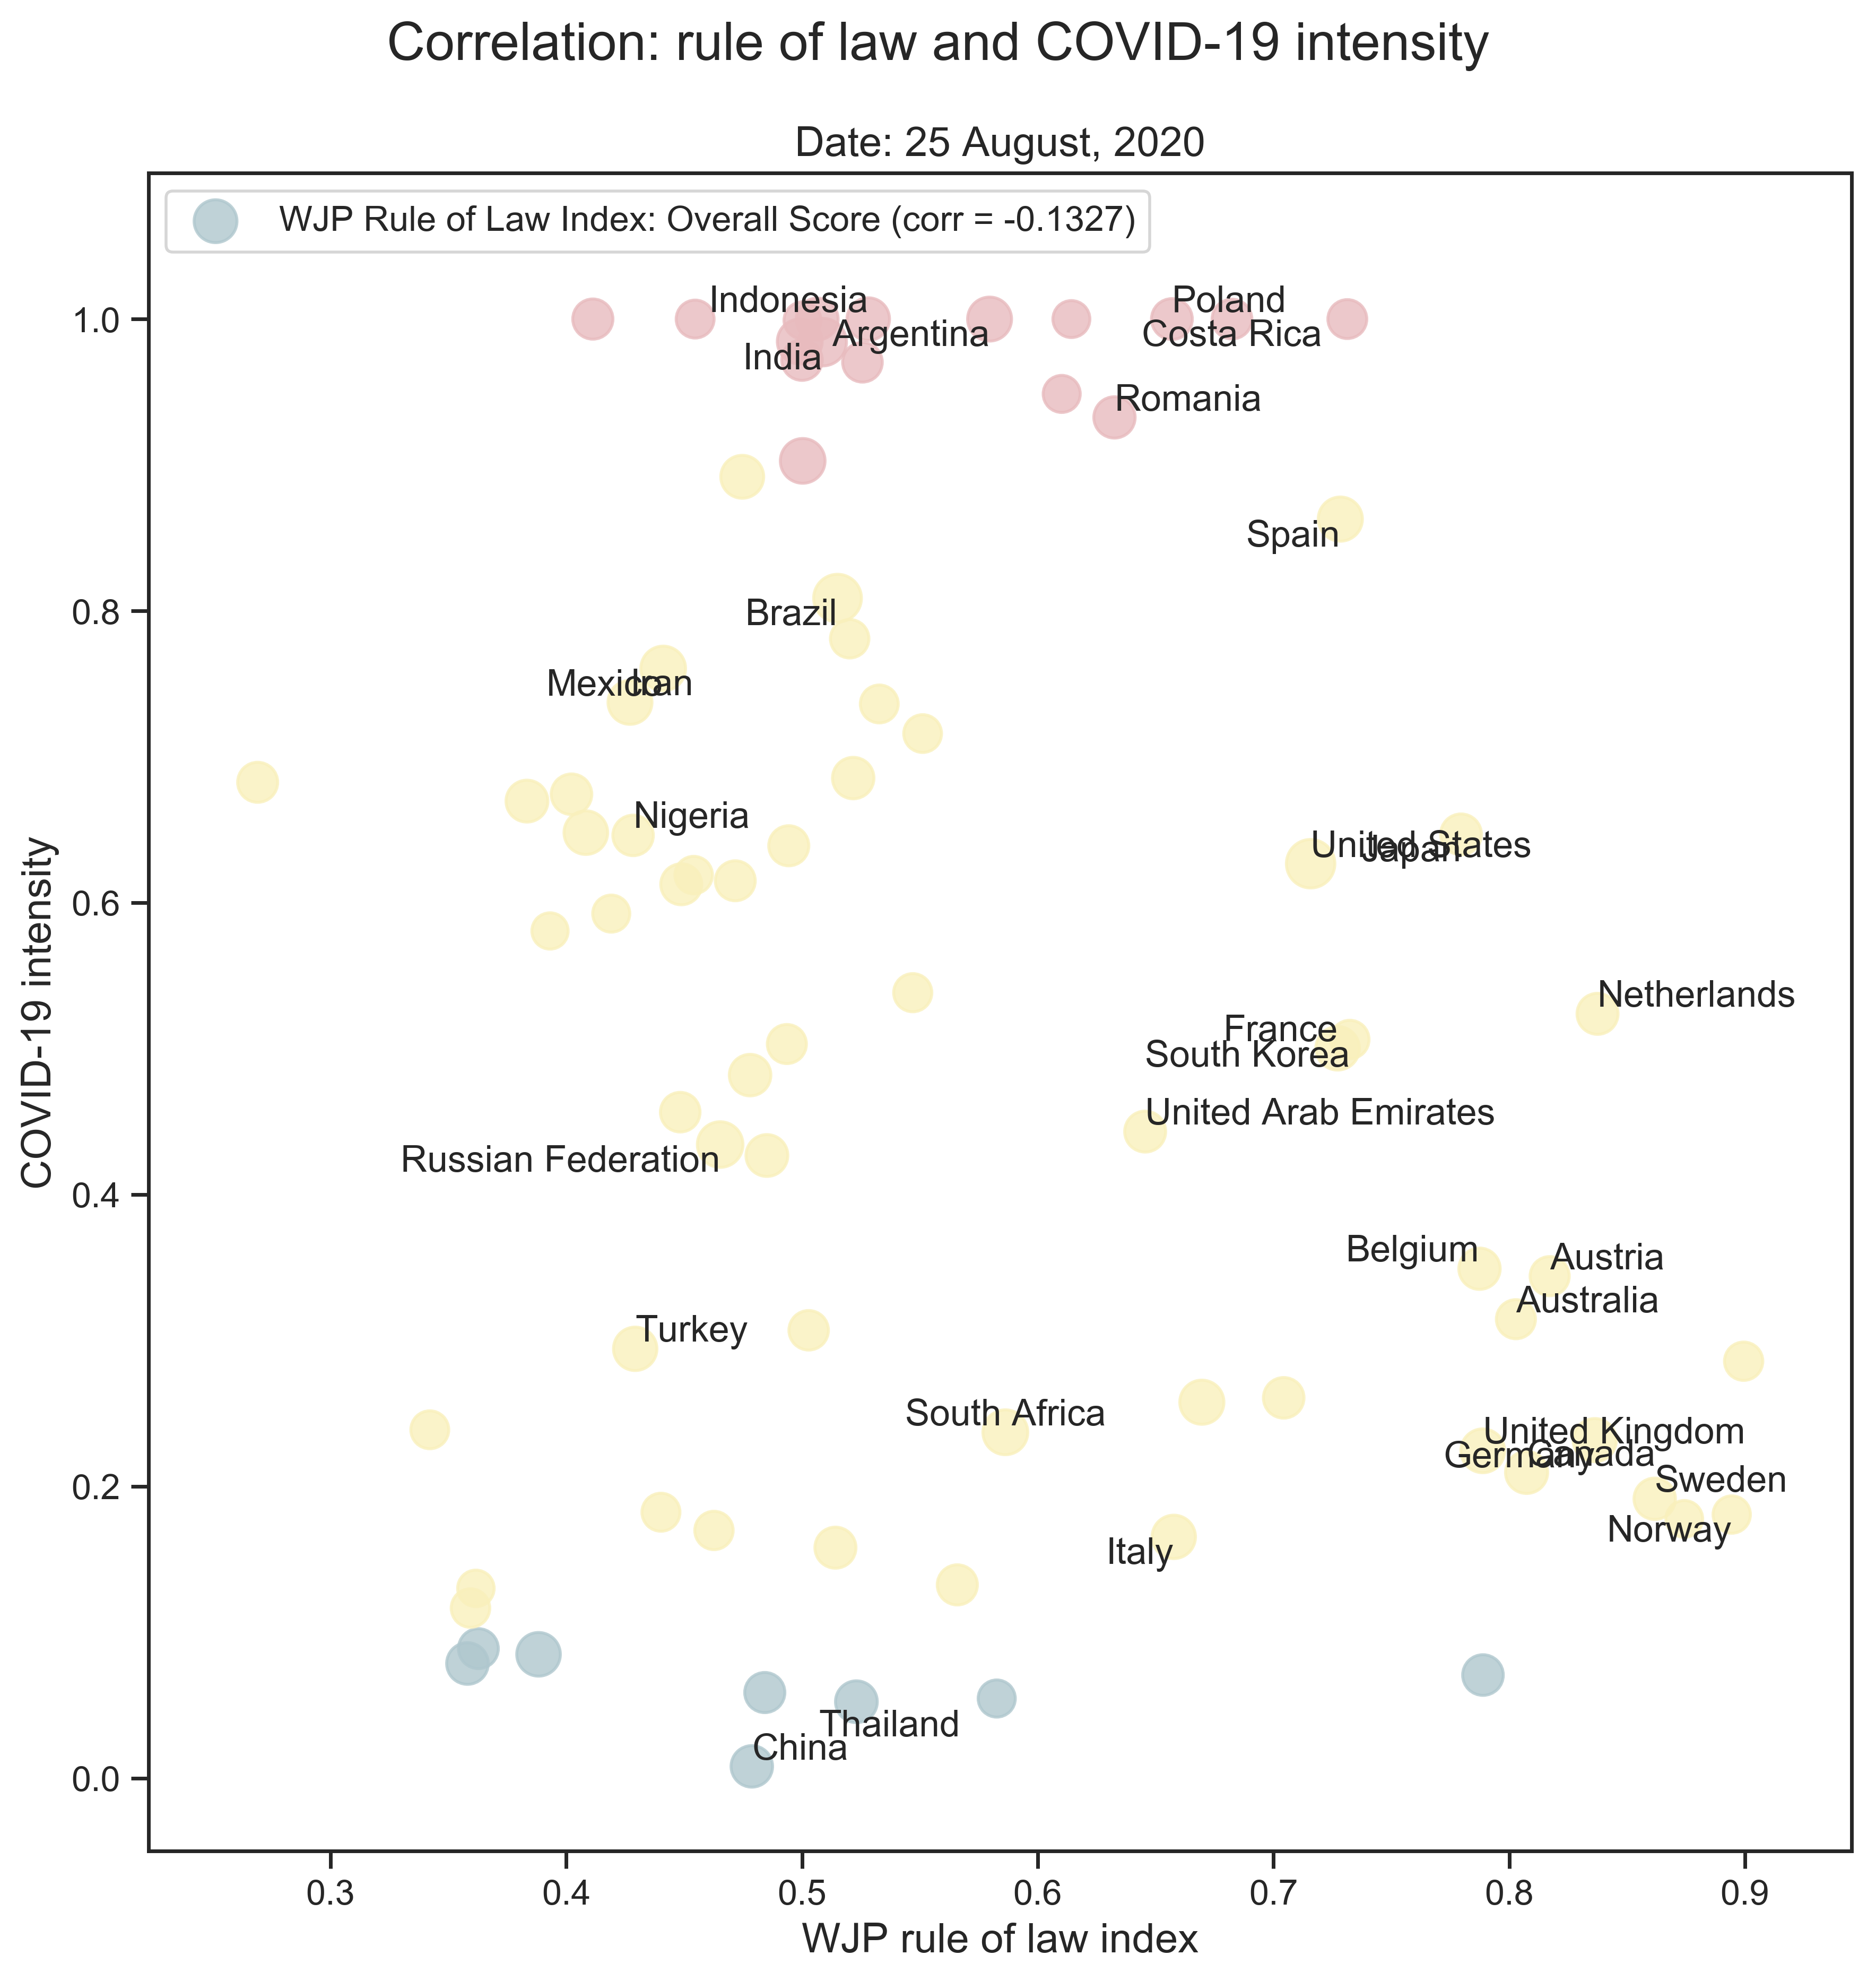 Correlation: rule of law and COVID-19 intensity
Date: 25 August, 2020
WJP Rule of Law Index: Overall Score (corr = -0.1327)
Indonesia
Poland
1.0
Argentina
Costa Rica
India
Romania
Spain
0.8
Brazil
Mexico
Iran
Nigeria
United States
Japan
0.6
Netherlands
France
South Korea
United Arab Emirates
Russian Federation
0.4
Belgium
Austria
Australia
Turkey
South Africa
United Kingdom
Germany
Canada
Sweden
0.2
Norway
Italy
Thailand
China
0.0
COVID-19 intensity
0.3 0.4 0.5 0.6 0.7 0.8 0.9
WJP rule of law index